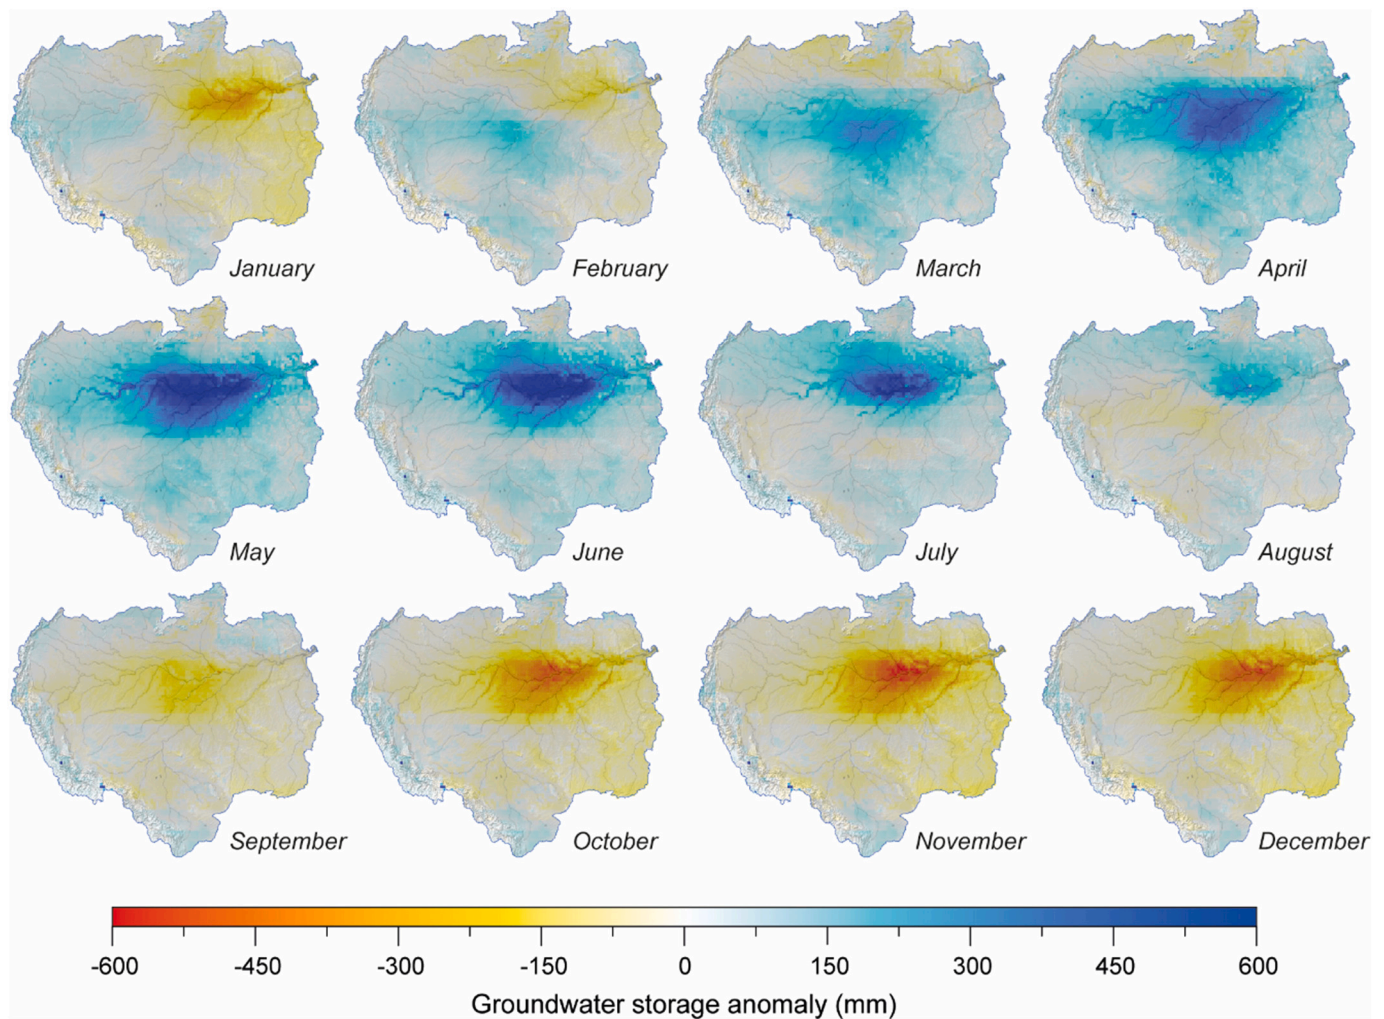 January
February
March
April
May
June
July
August
September
October
November
December
-600 -450 -300 -150 0 150 300 450 600
Groundwater storage anomaly (mm)